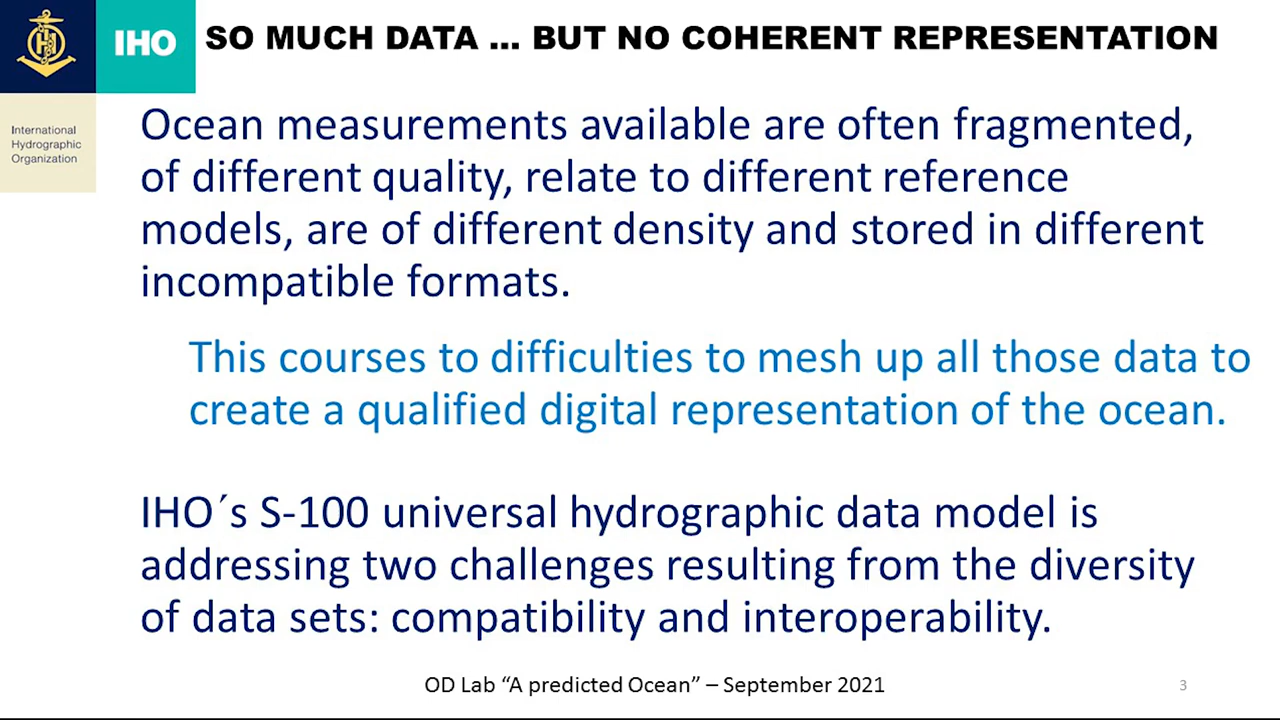 IHO
SO MUCH DATA ... BUT NO COHERENT REPRESENTATION
International
Hydrographic
Organization
Ocean measurements available are often fragmented,
of different quality, relate to different reference
models, are of different density and stored in different
incompatible formats.
This courses to difficulties to mesh up all those data to
create a qualified digital representation of the ocean.
IHO´s S-100 universal hydrographic data model is
addressing two challenges resulting from the diversity
of data sets: compatibility and interoperability.
OD Lab “A predicted Ocean” – September 2021
3